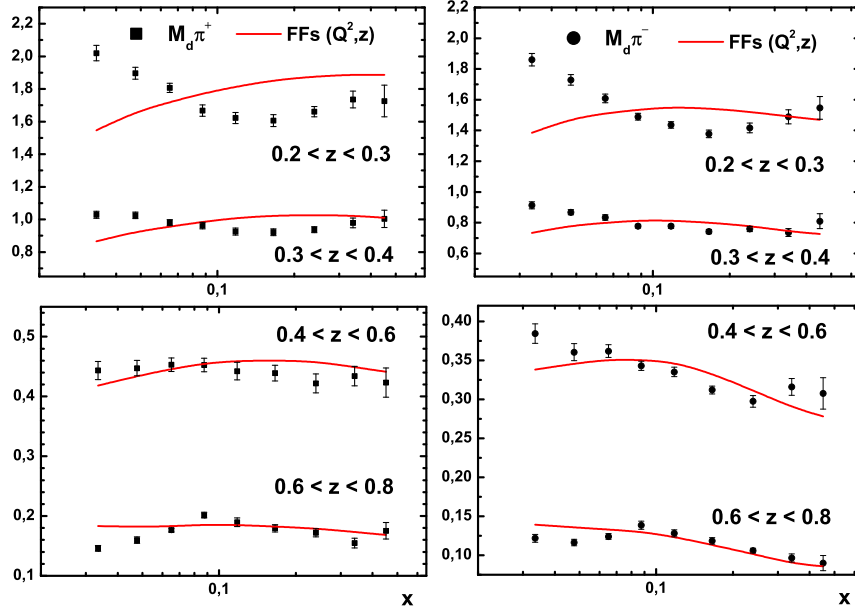 2,2
2,0
1,8
1,6
1,4
1,2
1,0
0,8
0,6
M_d π^+
FFs (Q^2,z)
0.2 < z < 0.3
0.3 < z < 0.4
0,1
2,2
2,0
1,8
1,6
1,4
1,2
1,0
0,8
0,6
M_d π^-
FFs (Q^2,z)
0.2 < z < 0.3
0.3 < z < 0.4
0,1
0,5
0,4
0,3
0,2
0,1
0.4 < z < 0.6
0.6 < z < 0.8
0,1
x
0,40
0,35
0,30
0,25
0,20
0,15
0,10
0.4 < z < 0.6
0.6 < z < 0.8
0,1
x